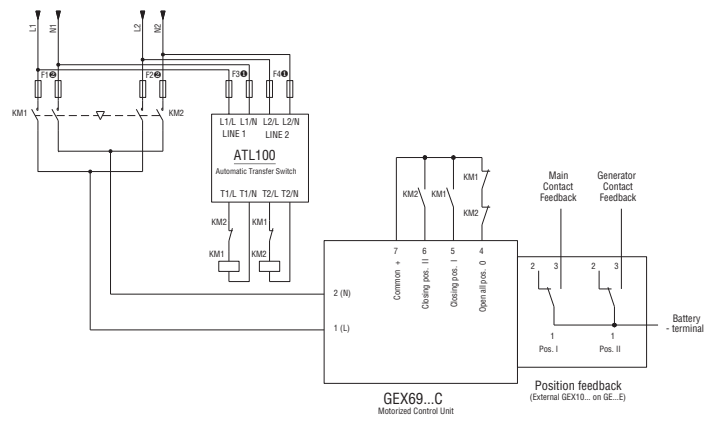 L1
N1
L2
N2
F1❷
F2❷
F3❶
F4❶
KM1
KM2
L1/L L1/N L2/L L2/N
LINE 1 LINE 2
ATL100
Automatic Transfer Switch
T1/L T1/N T2/L T2/N
KM2
KM1
KM1
KM2
KM1
KM2
KM1
KM2
7
6
5
4
Common +
Closing pos. II
Closing pos. I
Open all pos. 0
2 (N)
1 (L)
Main
Contact
Feedback
Generator
Contact
Feedback
2 3
2 3
1
1
Pos. I
Pos. II
Battery
- terminal
GEX69...C
Motorized Control Unit
Position feedback
(External GEX10... on GE...E)